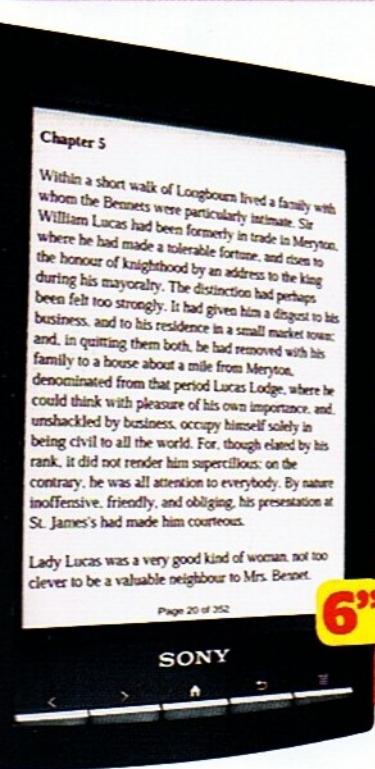 Chapter 5
Within a short walk of Longbourn lived a family with
whom the Bennets were particularly intimate. Sir
William Lucas had been formerly in trade in Meryton,
where he had made a tolerable fortune, and risen to
the honour of knighthood by an address to the king
during his mayoralty. The distinction had perhaps
been felt too strongly. It had given him a disgust to his
business, and to his residence in a small market town;
and, in quitting them both, he had removed with his
family to a house about a mile from Meryton,
denominated from that period Lucas Lodge, where he
could think with pleasure of his own importance, and,
unshackled by business, occupy himself solely in
being civil to all the world. For, though elated by his
rank, it did not render him supercilious; on the
contrary, he was all attention to everybody. By nature
inoffensive, friendly, and obliging, his presentation at
St. James's had made him courteous.
Lady Lucas was a very good kind of woman, not too
clever to be a valuable neighbour to Mrs. Bennet.
Page 20 of 352
6"
SONY